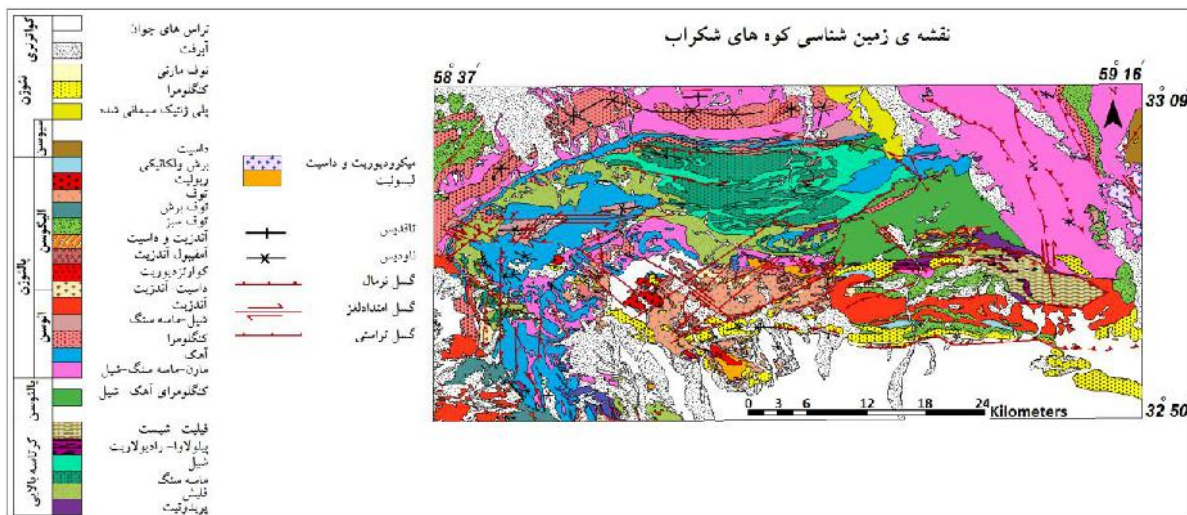 نقشه ی زمین شناسی کوه های شکراب
58° 37′
59° 16′
33 09
32 50
0 3 6 12 18 24 Kilometers
کواترنری
تراس های جوان
آبرفت
نئوژن
توف مارنی
کنگلومرا
پلی ژنتیک سیمانی شده
داسیت
پالئوژن
الیگوسن
برش ولکانیکی
ریولیت
توف
توف برش
توف سبز
آندزیت و داسیت
آمفیبول آندزیت
کوارتزدیوریت
داسیت آندزیت
ائوسن
آندزیت
شیل-ماسه سنگ
کنگلومرا
آهک
مارن-ماسه سنگ-شیل
پالئوسن
کنگلومرای آهک شیل
کرتاسه بالایی
فیلیت شیست
پیلولاوا- رادیولاریت
شیل
ماسه سنگ
فلیش
پریدوتیت
میکرودیوریت و داسیت
لیستونیت
تاقدیس
ناودیس
گسل نرمال
گسل امتدادلغز
گسل تراستی